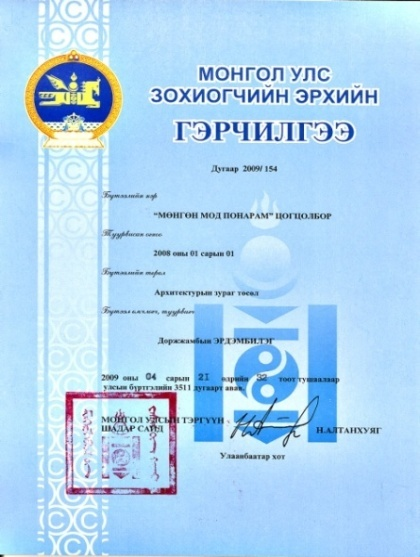 МОНГОЛ УЛС
ЗОХИОГЧИЙН ЭРХИЙН
ГЭРЧИЛГЭЭ
Дугаар 2009/ 154
Бүтээлийн нэр
“МӨНГӨН МОД ПОНАРАМ” ЦОГЦОЛБОР
Туурвисан огноо
2008 оны 01 сарын 01
Бүтээлийн төрөл
Архитектурын зураг төсөл
Бүтээл эзэмшигч, туурвигч
Доржжамбын ЭРДЭМБИЛЭГ
2009 оны 04 сарын 21 өдрийн 32 тоот тушаалаар
улсын бүртгэлийн 3511 дугаарт авав.
МОНГОЛ УЛСЫН ТЭРГҮҮН
ШАДАР САЙД
Н.АЛТАНХУЯГ
Улаанбаатар хот